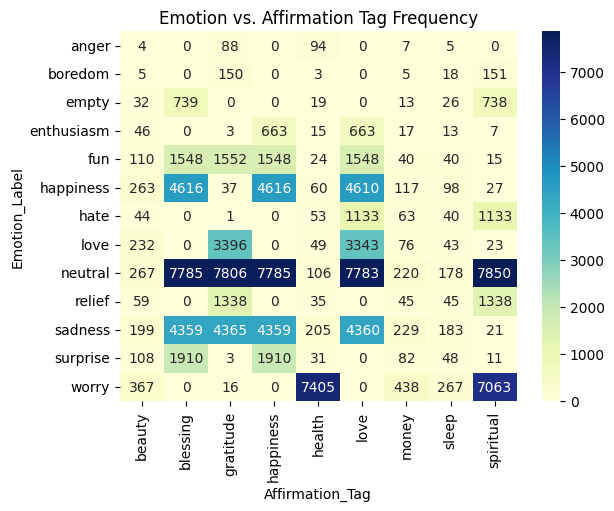 Emotion vs. Affirmation Tag Frequency
Emotion_Label
anger 4 0 88 0 94 0 7 5 0
boredom 5 0 150 0 3 0 5 18 151
empty 32 739 0 0 19 0 13 26 738
enthusiasm 46 0 3 663 15 663 17 13 7
fun 110 1548 1552 1548 24 1548 40 40 15
happiness 263 4616 37 4616 60 4610 117 98 27
hate 44 0 1 0 53 1133 63 40 1133
love 232 0 3396 0 49 3343 76 43 23
neutral 267 7785 7806 7785 106 7783 220 178 7850
relief 59 0 1338 0 35 0 45 45 1338
sadness 199 4359 4365 4359 205 4360 229 183 21
surprise 108 1910 3 1910 31 0 82 48 11
worry 367 0 16 0 7405 0 438 267 7063
beauty blessing gratitude happiness health love money sleep spiritual
Affirmation_Tag
7000
6000
5000
4000
3000
2000
1000
0